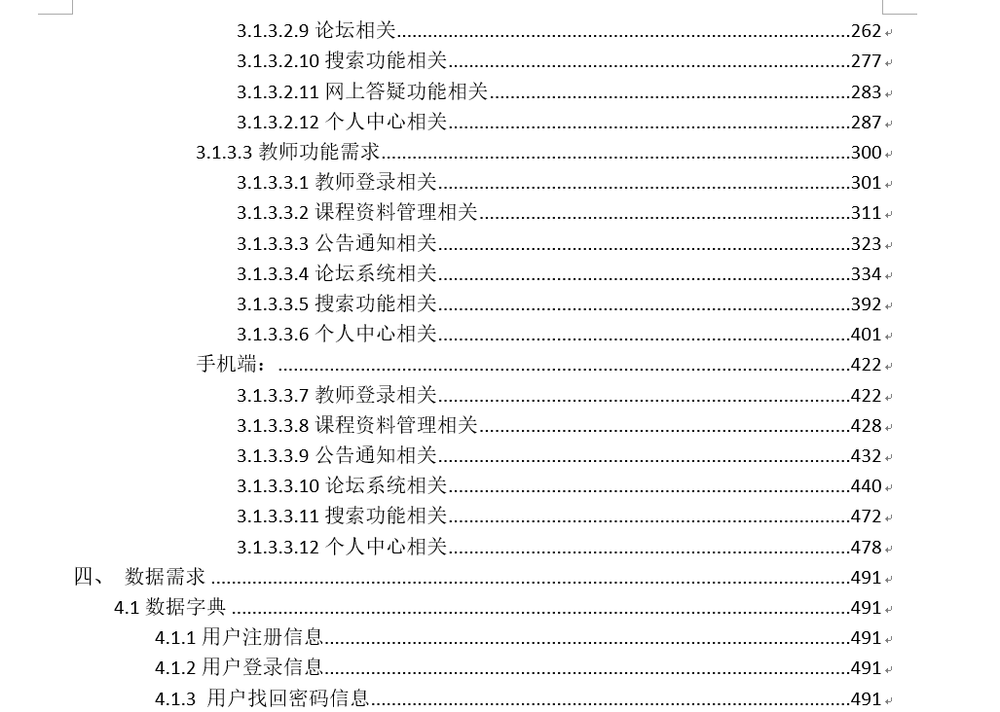 3.1.3.2.9 论坛相关........262
3.1.3.2.10 搜索功能相关........277
3.1.3.2.11 网上答疑功能相关........283
3.1.3.2.12 个人中心相关........287
3.1.3.3 教师功能需求........300
3.1.3.3.1 教师登录相关........301
3.1.3.3.2 课程资料管理相关........311
3.1.3.3.3 公告通知相关........323
3.1.3.3.4 论坛系统相关........334
3.1.3.3.5 搜索功能相关........392
3.1.3.3.6 个人中心相关........401
手机端：........422
3.1.3.3.7 教师登录相关........422
3.1.3.3.8 课程资料管理相关........428
3.1.3.3.9 公告通知相关........432
3.1.3.3.10 论坛系统相关........440
3.1.3.3.11 搜索功能相关........472
3.1.3.3.12 个人中心相关........478
四、 数据需求........491
4.1 数据字典........491
4.1.1 用户注册信息........491
4.1.2 用户登录信息........491
4.1.3 用户找回密码信息........491